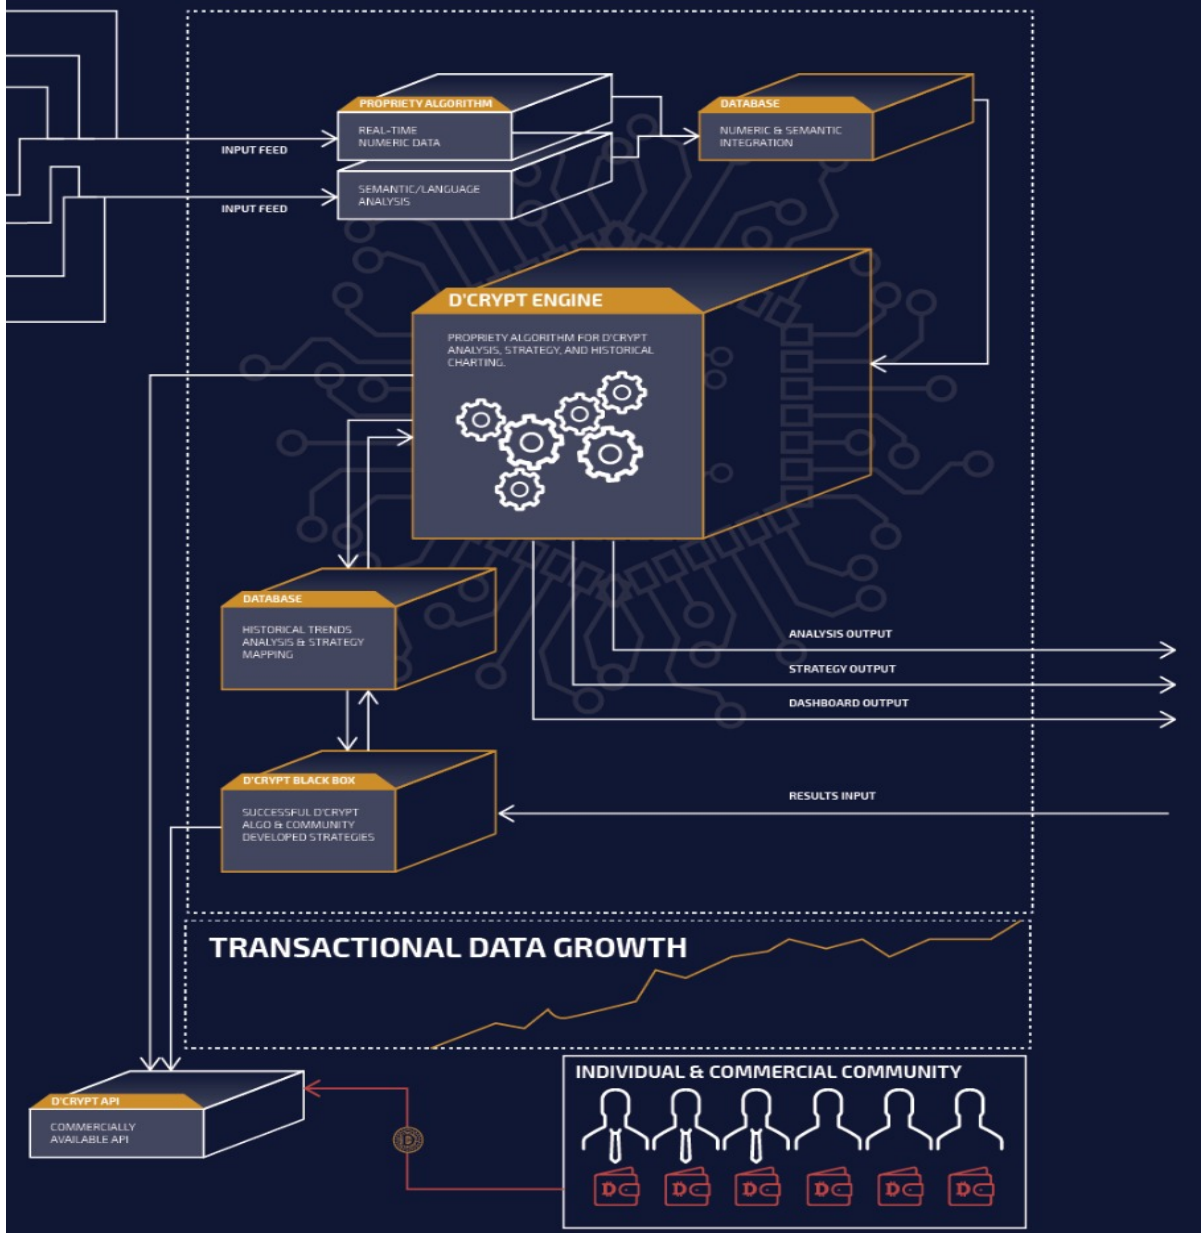 PROPRIETY ALGORITHM
REAL-TIME
NUMERIC DATA
INPUT FEED
SEMANTIC/LANGUAGE
ANALYSIS
INPUT FEED
DATABASE
NUMERIC & SEMANTIC
INTEGRATION
D'CRYPT ENGINE
PROPRIETY ALGORITHM FOR D'CRYPT
ANALYSIS, STRATEGY, AND HISTORICAL
CHARTING.
DATABASE
HISTORICAL TRENDS
ANALYSIS & STRATEGY
MAPPING
ANALYSIS OUTPUT
STRATEGY OUTPUT
DASHBOARD OUTPUT
D'CRYPT BLACK BOX
SUCCESSFUL D'CRYPT
ALGO & COMMUNITY
DEVELOPED STRATEGIES
RESULTS INPUT
TRANSACTIONAL DATA GROWTH
D'CRYPT API
COMMERCIALLY
AVAILABLE API
INDIVIDUAL & COMMERCIAL COMMUNITY
D
D D D D D D